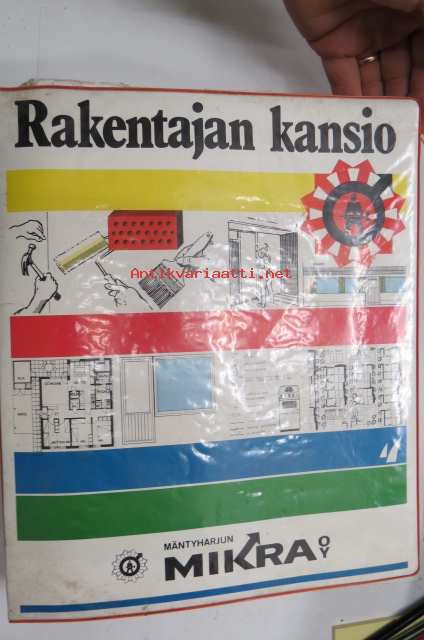 Rakentajan kansio
Antikvariaatti.net
MÄNTYHARJUN
MIKRA OY